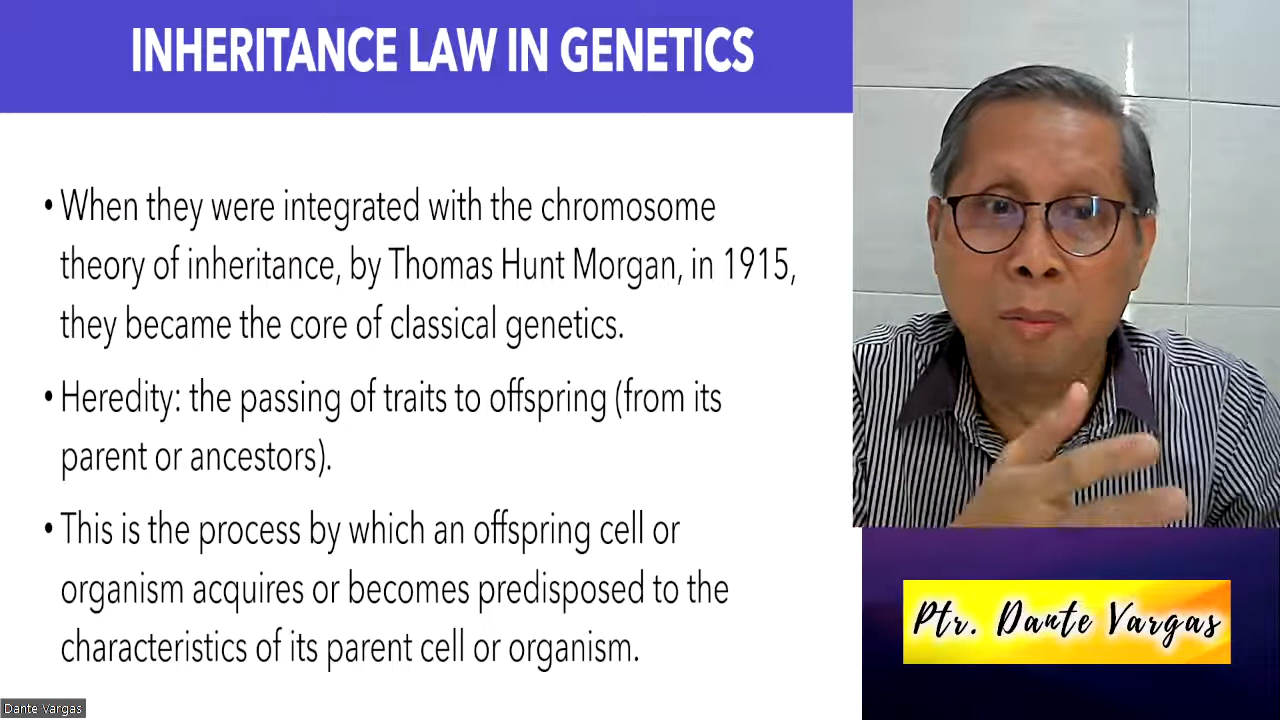 INHERITANCE LAW IN GENETICS
• When they were integrated with the chromosome
theory of inheritance, by Thomas Hunt Morgan, in 1915,
they became the core of classical genetics.
• Heredity: the passing of traits to offspring (from its
parent or ancestors).
• This is the process by which an offspring cell or
organism acquires or becomes predisposed to the
characteristics of its parent cell or organism.
Ptr. Dante Vargas
Dante Vargas